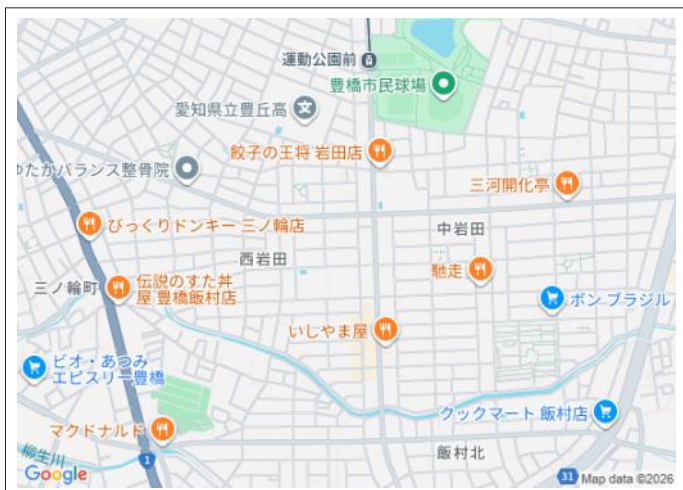 運動公園前
豊橋市民球場
愛知県立豊丘高
餃子の王将 岩田店
ゆたかバランス整骨院
三河開化亭
びっくりドンキー 三ノ輪店
中岩田
西岩田
馳走
三ノ輪町
伝説のすた丼
屋 豊橋飯村店
ボン ブラジル
いしやま屋
ビオ・あつみ
エピスリー豊橋
クックマート 飯村店
マクドナルド
飯村北
柳生川
1
Google
31
Map data ©2026